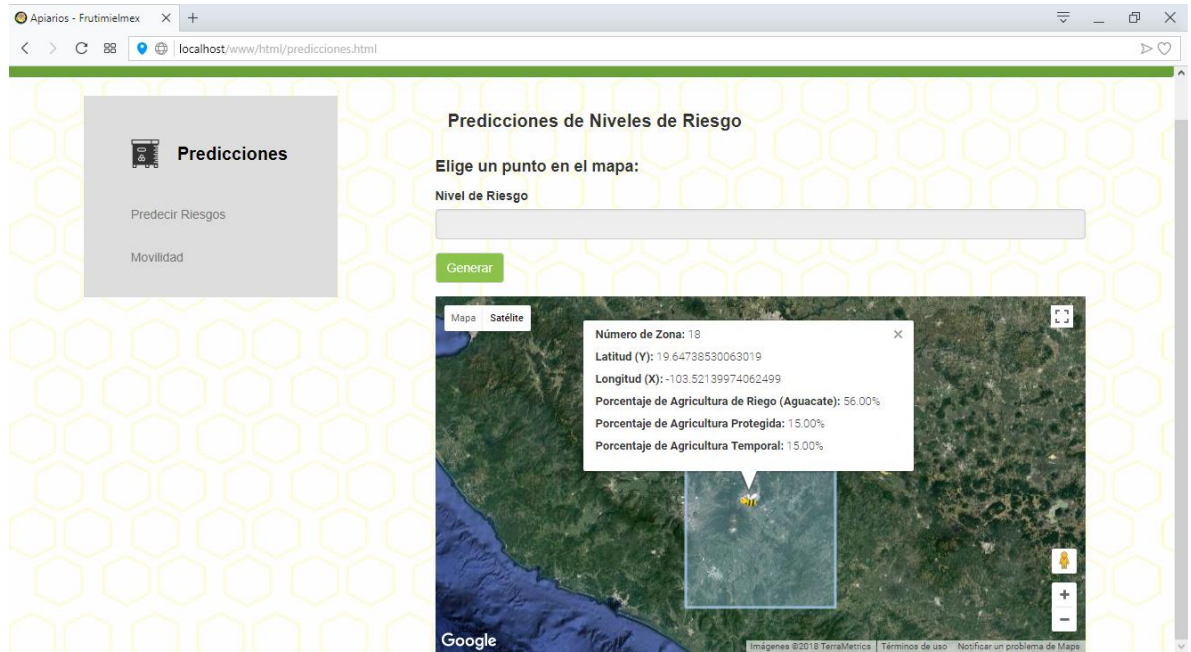 Apiarios - Frutimielmex
localhost/www/html/predicciones.html
Predicciones
Predecir Riesgos
Movilidad
Predicciones de Niveles de Riesgo
Elige un punto en el mapa:
Nivel de Riesgo
Generar
Mapa Satélite
Número de Zona: 18
Latitud (Y): 19.64738530063019
Longitud (X): -103.52139974062499
Porcentaje de Agricultura de Riego (Aguacate): 56.00%
Porcentaje de Agricultura Protegida: 15.00%
Porcentaje de Agricultura Temporal: 15.00%
Google
Imágenes ©2018 TerraMetrics Términos de uso Notificar un problema de Maps